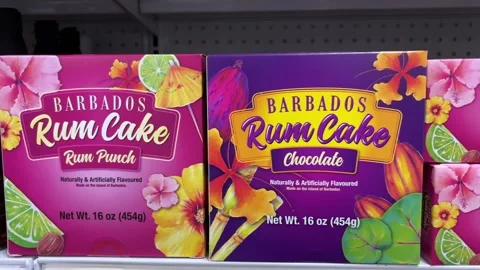 BARBADOS
Rum Cake
Rum Punch
Naturally & Artificially Flavoured
Made on the island of Barbados
Net Wt. 16 oz (454g)
BARBADOS
Rum Cake
Chocolate
Naturally & Artificially Flavoured
Made on the island of Barbados
Net Wt. 16 oz (454g)